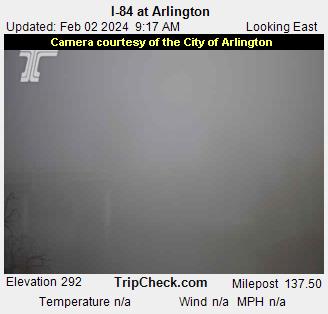 I-84 at Arlington
Updated: Feb 02 2024 9:17 AM Looking East
Camera courtesy of the City of Arlington
Elevation 292 TripCheck.com Milepost 137.50
Temperature n/a Wind n/a MPH n/a